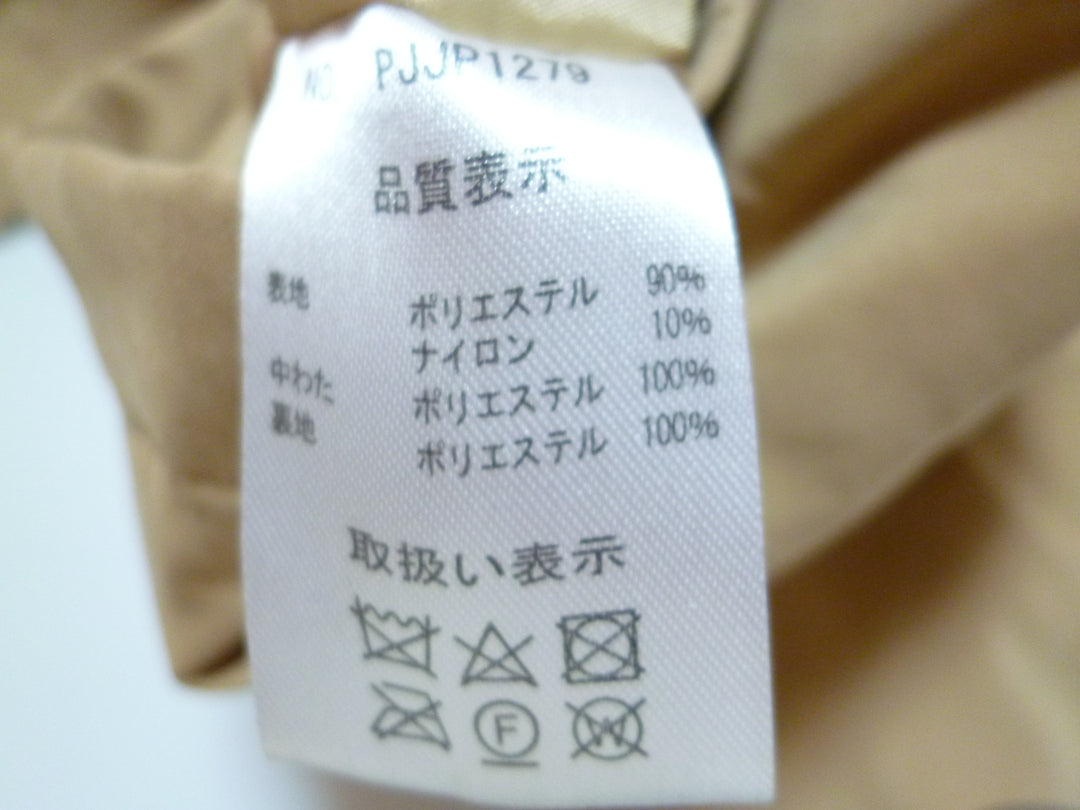 NO PJJP1279
品質表示
表地 ポリエステル 90%
ナイロン 10%
中わた ポリエステル 100%
裏地 ポリエステル 100%
取扱い表示
F W